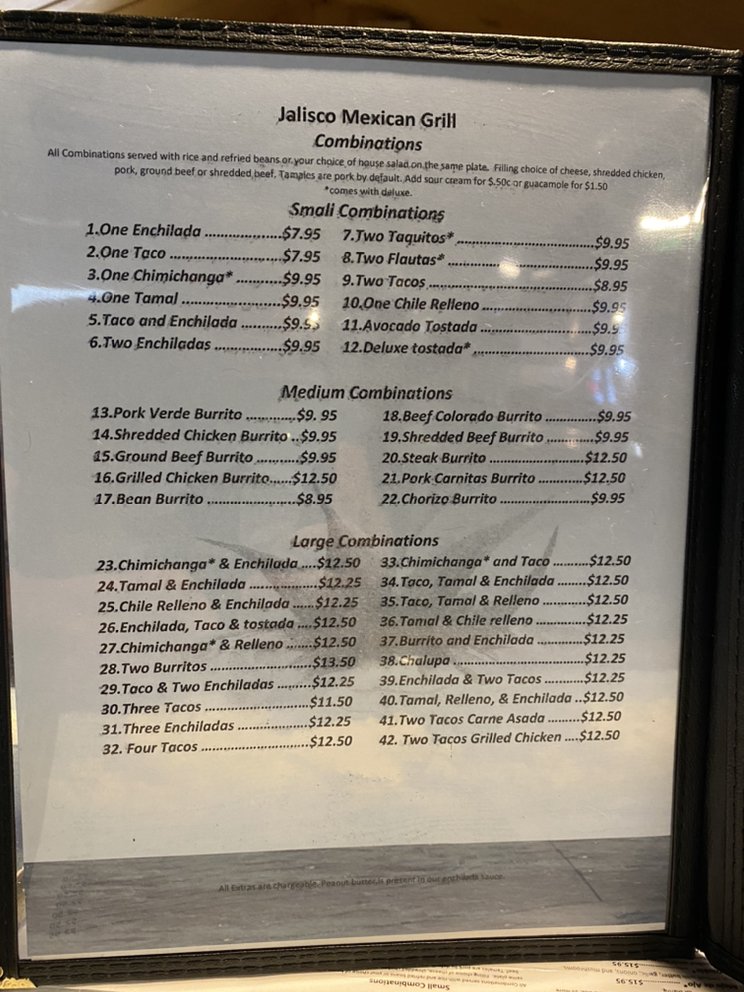 Jalisco Mexican Grill
Combinations
All Combinations served with rice and refried beans or your choice of house salad on the same plate. Filling choice of cheese, shredded chicken,
pork, ground beef or shredded beef. Tamales are pork by default. Add sour cream for $.50c or guacamole for $1.50
*comes with deluxe.
Small Combinations
1.One Enchilada ...................$7.95
2.One Taco ...........................$7.95
3.One Chimichanga* ...........$9.95
4.One Tamal ........................$9.95
5.Taco and Enchilada ..........$9.95
6.Two Enchiladas ................$9.95
7.Two Taquitos* ..................................$9.95
8.Two Flautas* ....................................$9.95
9.Two Tacos ........................................$8.95
10.One Chile Relleno ...........................$9.95
11.Avocado Tostada ...........................$9.9
12.Deluxe tostada* ............................$9.95
Medium Combinations
13.Pork Verde Burrito ............$9. 95
14.Shredded Chicken Burrito ..$9.95
15.Ground Beef Burrito ..........$9.95
16.Grilled Chicken Burrito......$12.50
17.Bean Burrito .......................$8.95
18.Beef Colorado Burrito .............$9.95
19.Shredded Beef Burrito ............$9.95
20.Steak Burrito ...............................$12.50
21.Pork Carnitas Burrito ...............$12.50
22.Chorizo Burrito .......................$9.95
Large Combinations
23.Chimichanga* & Enchilada ....$12.50
24.Tamal & Enchilada .................$12.25
25.Chile Relleno & Enchilada ......$12.25
26.Enchilada, Taco & tostada ....$12.50
27.Chimichanga* & Relleno .......$12.50
28.Two Burritos .........................$13.50
29.Taco & Two Enchiladas .........$12.25
30.Three Tacos ...........................$11.50
31.Three Enchiladas ..................$12.25
32. Four Tacos ............................$12.50
33.Chimichanga* and Taco ..........$12.50
34.Taco, Tamal & Enchilada ........$12.50
35.Taco, Tamal & Relleno ............$12.50
36.Tamal & Chile relleno .............$12.25
37.Burrito and Enchilada .............$12.25
38.Chalupa ...................................$12.25
39.Enchilada & Two Tacos ...........$12.25
40.Tamal, Relleno, & Enchilada ..$12.50
41.Two Tacos Carne Asada .........$12.50
42. Two Tacos Grilled Chicken ....$12.50
All Extras are chargeable. Peanut butter is present in our enchilada sauce.
Small Combinations
$15.95
$15.95